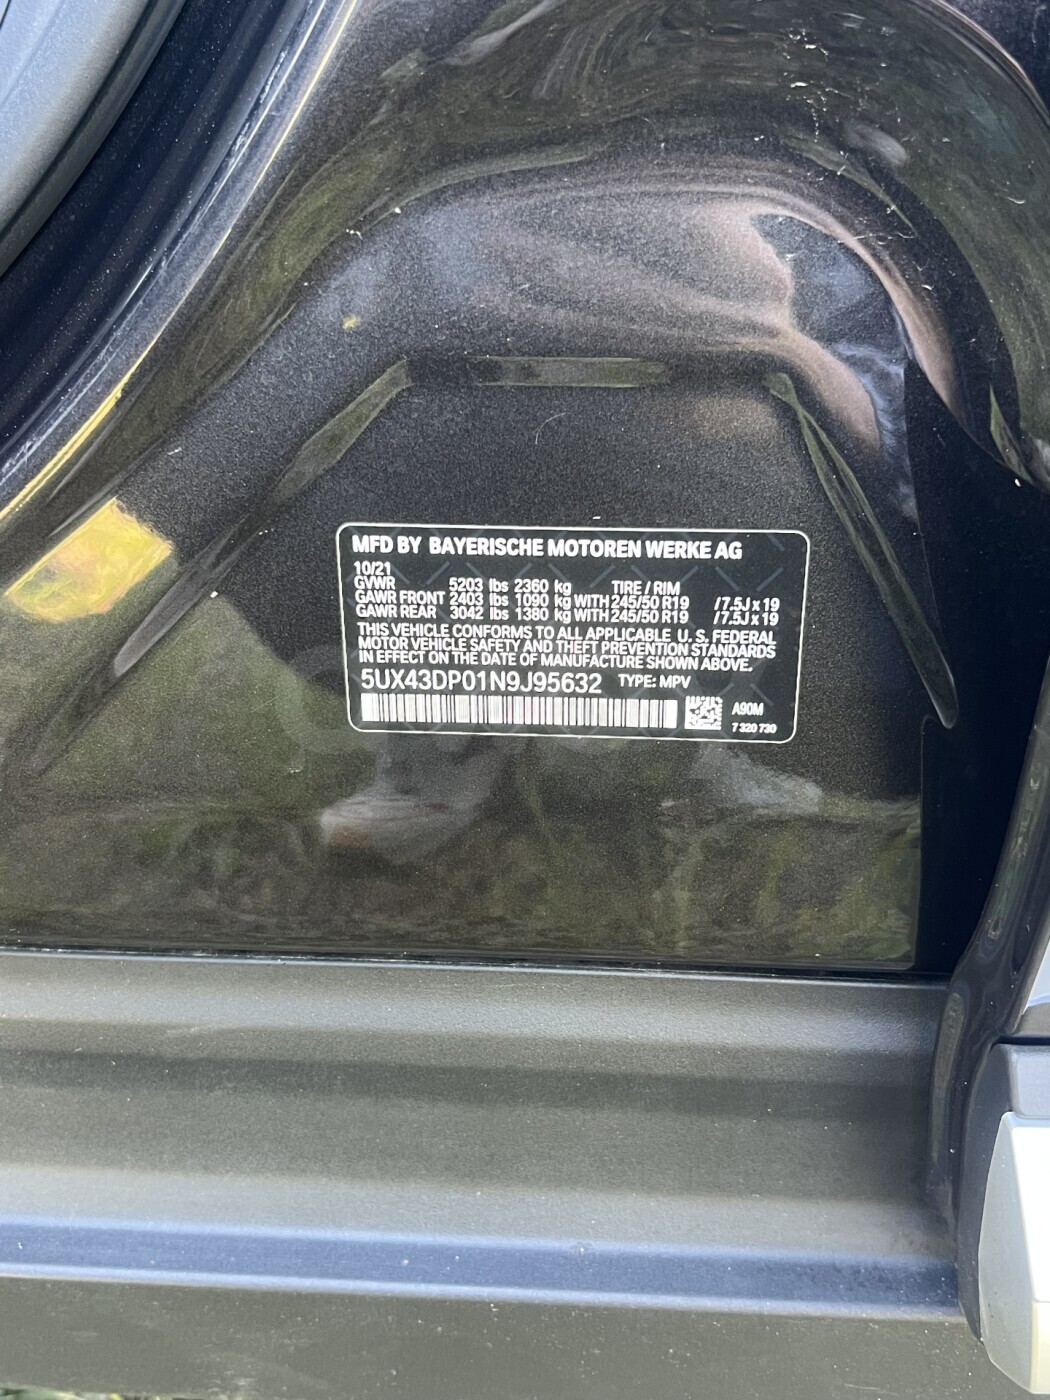 MFD BY BAYERISCHE MOTOREN WERKE AG
10/21
GVWR 5203 lbs 2360 kg TIRE / RIM
GAWR FRONT 2403 lbs 1090 kg WITH 245/50 R19 /7.5J x 19
GAWR REAR 3042 lbs 1380 kg WITH 245/50 R19 /7.5J x 19
THIS VEHICLE CONFORMS TO ALL APPLICABLE U. S. FEDERAL
MOTOR VEHICLE SAFETY AND THEFT PREVENTION STANDARDS
IN EFFECT ON THE DATE OF MANUFACTURE SHOWN ABOVE.
5UX43DP01N9J95632 TYPE: MPV
A90M
7 320 730